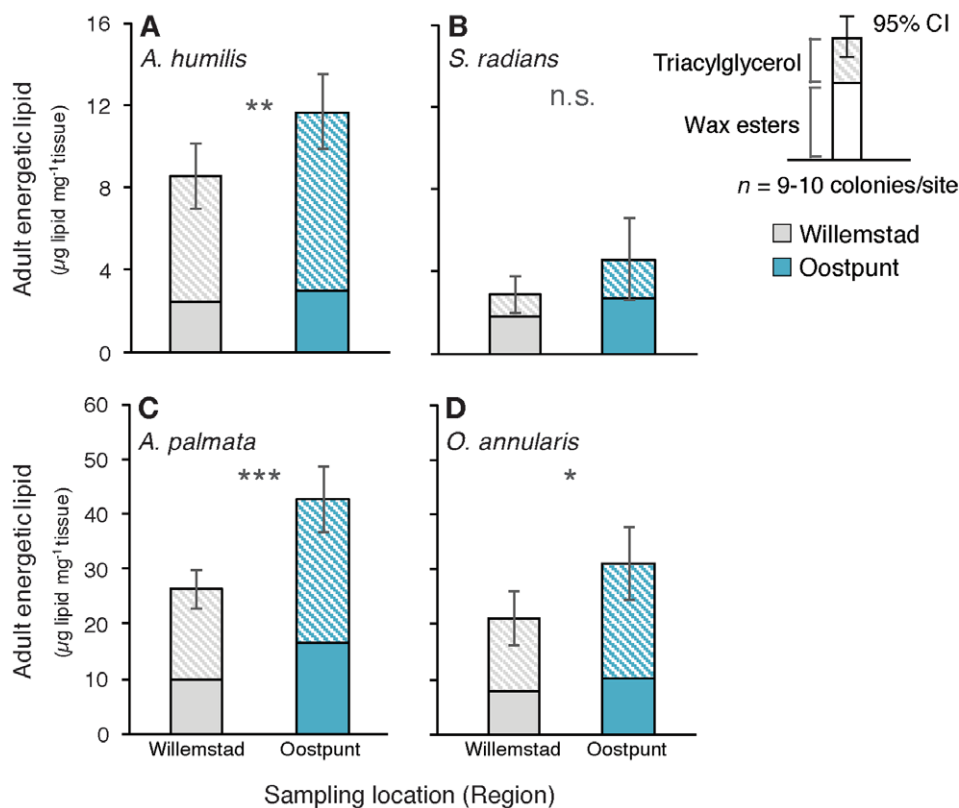 A
A. humilis
**
16
12
8
4
0
Adult energetic lipid
(µg lipid mg⁻¹ tissue)
B
S. radians
n.s.
95% CI
Triacylglycerol
Wax esters
n = 9-10 colonies/site
Willemstad
Oostpunt
C
A. palmata
***
60
50
40
30
20
10
0
Adult energetic lipid
(µg lipid mg⁻¹ tissue)
D
O. annularis
*
Willemstad Oostpunt Willemstad Oostpunt
Sampling location (Region)